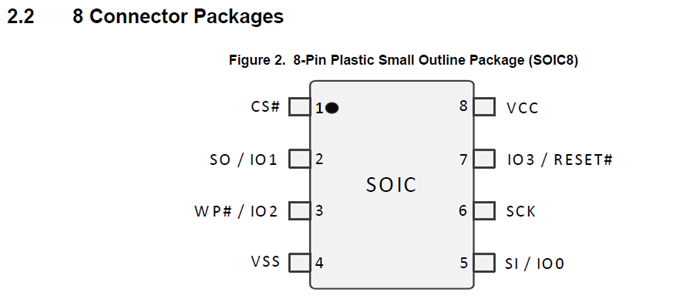 2.2 8 Connector Packages
Figure 2. 8-Pin Plastic Small Outline Package (SOIC8)
CS# 1 8 VCC
SO / IO1 2 7 IO3 / RESET#
SOIC
WP# / IO2 3 6 SCK
VSS 4 5 SI / IO0